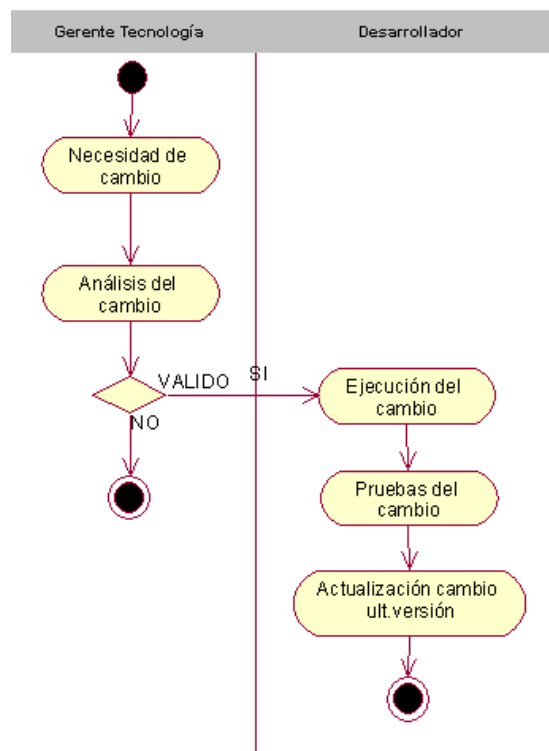 Gerente Tecnología
Desarrollador
Necesidad de
cambio
Análisis del
cambio
VALIDO
SI
NO
Ejecución del
cambio
Pruebas del
cambio
Actualización cambio
ult.versión